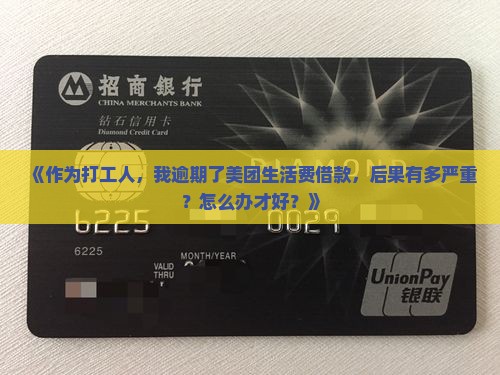 招商銀行
CHINA MERCHANTS BANK
钻石信用卡
Diamond Credit Card
DIAMOND
《作为打工人，我逾期了美团生活费借款，后果有多严重
？怎么办才好？》
6225 0029
6225
MONTH/YEAR
VALID
THRU
UnionPay
银联